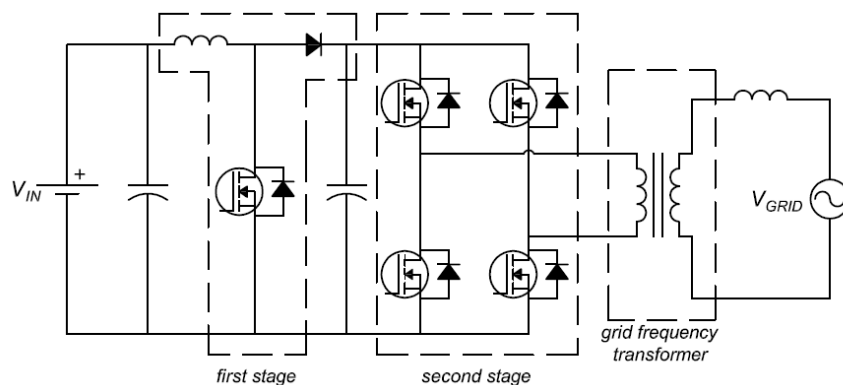 +
V_IN
V_GRID
first stage
second stage
grid frequency
transformer